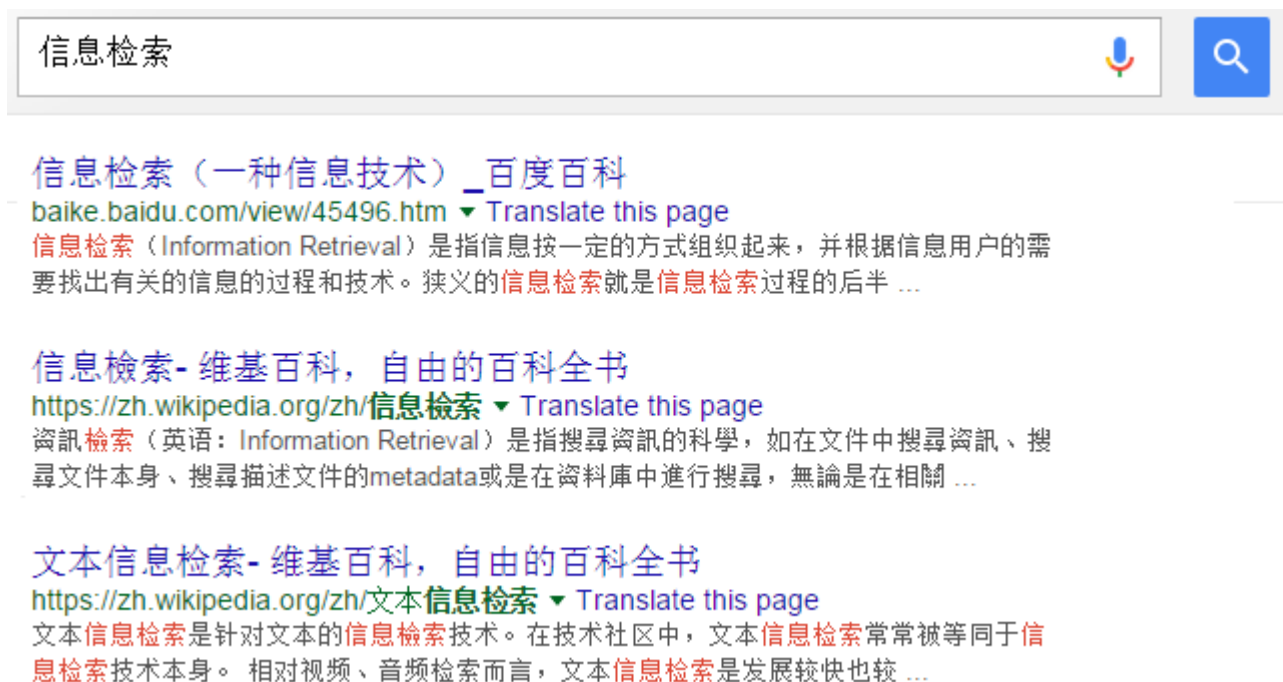 信息检索
信息检索（一种信息技术）_百度百科
baike.baidu.com/view/45496.htm ▼ Translate this page
信息检索（Information Retrieval）是指信息按一定的方式组织起来，并根据信息用户的需
要找出有关的信息的过程和技术。狭义的信息检索就是信息检索过程的后半 ...
信息檢索- 维基百科，自由的百科全书
https://zh.wikipedia.org/zh/信息檢索 ▼ Translate this page
資訊檢索（英语：Information Retrieval）是指搜尋資訊的科學，如在文件中搜尋資訊、搜
尋文件本身、搜尋描述文件的metadata或是在資料庫中進行搜尋，無論是在相關 ...
文本信息检索- 维基百科，自由的百科全书
https://zh.wikipedia.org/zh/文本信息检索 ▼ Translate this page
文本信息检索是针对文本的信息檢索技术。在技术社区中，文本信息检索常常被等同于信
息检索技术本身。 相对视频、音频检索而言，文本信息检索是发展较快也较 ...